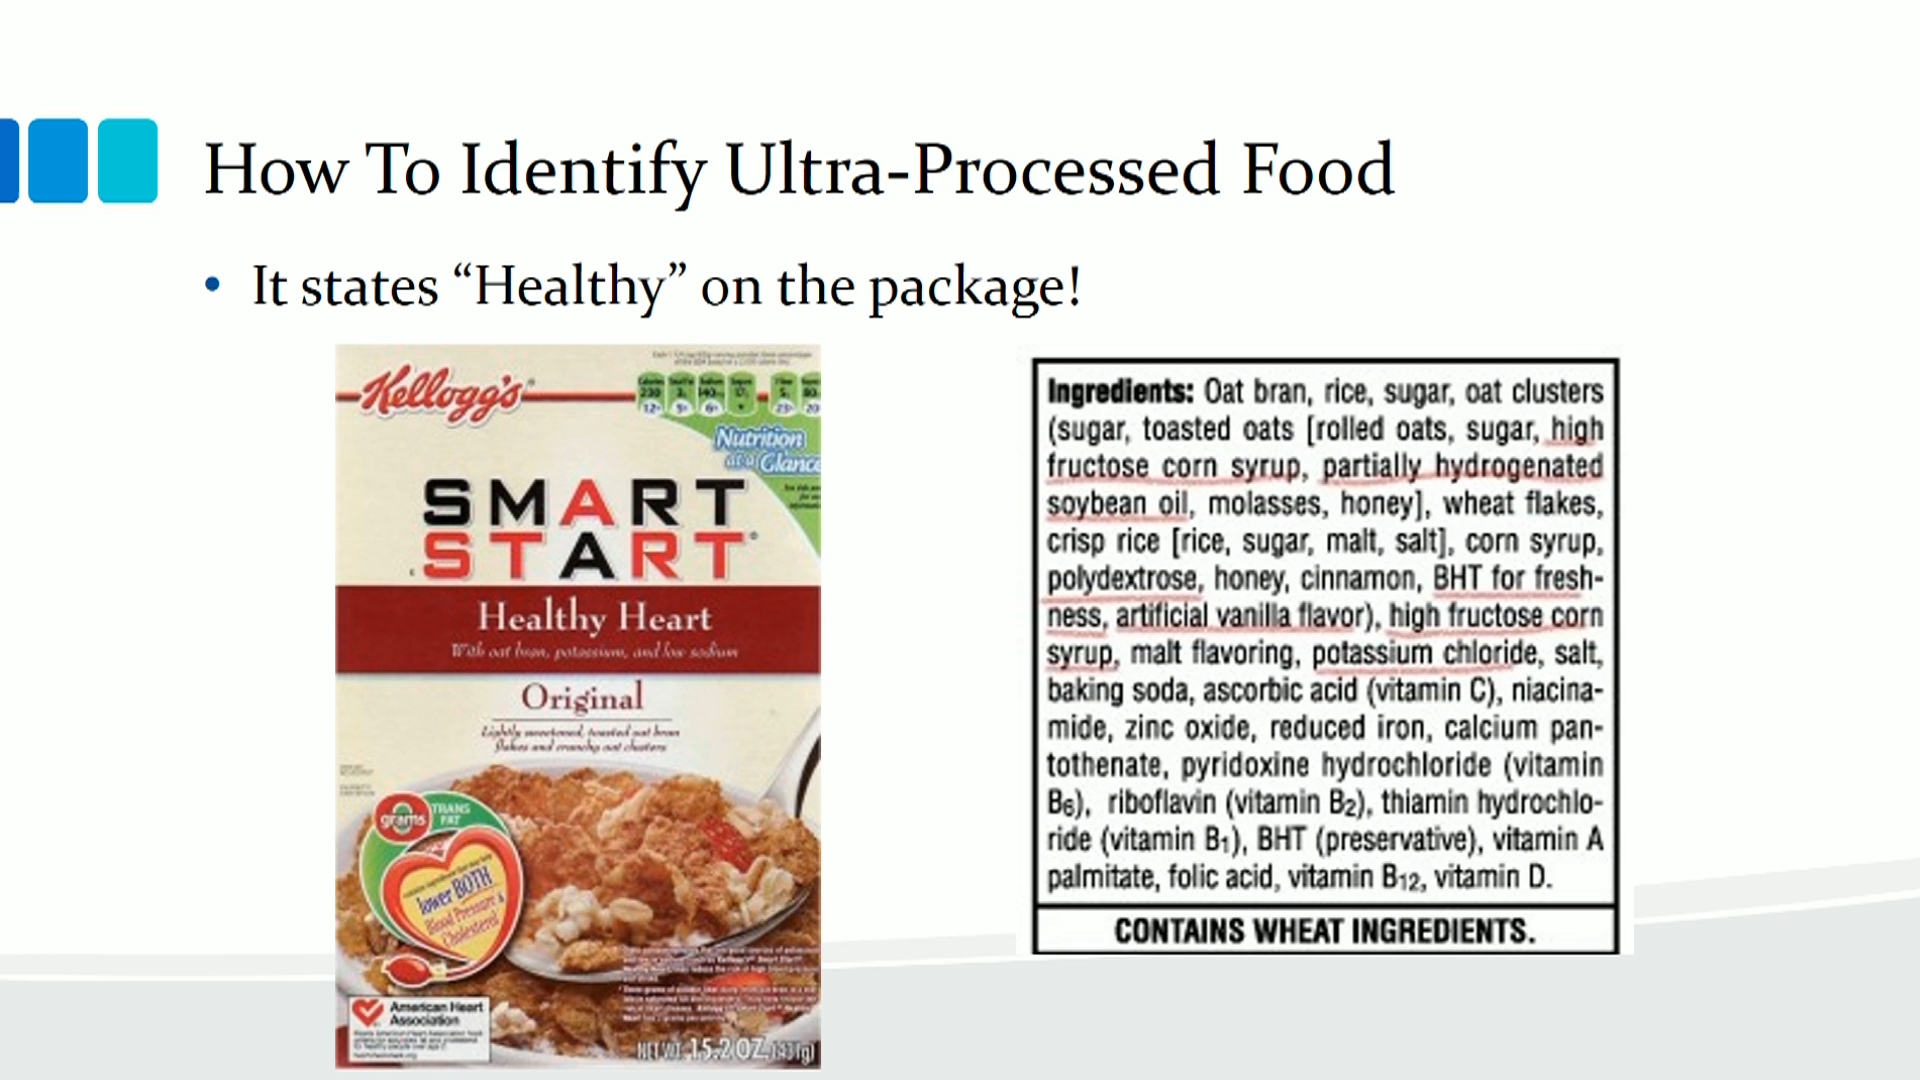 How To Identify Ultra-Processed Food
• It states “Healthy” on the package!
Kellogg's
Nutrition
at a Glance
SMART
START
Healthy Heart
With oat bran, potassium, and low sodium
Original
Lightly sweetened, toasted oat bran
flakes and crunchy oat clusters
0 grams
TRANS
FAT
lower BOTH
Blood Pressure &
Cholesterol
American Heart
Association
NET WT. 15.2 OZ. (431g)
Ingredients: Oat bran, rice, sugar, oat clusters
(sugar, toasted oats [rolled oats, sugar, high
fructose corn syrup, partially hydrogenated
soybean oil, molasses, honey], wheat flakes,
crisp rice [rice, sugar, malt, salt], corn syrup,
polydextrose, honey, cinnamon, BHT for fresh-
ness, artificial vanilla flavor), high fructose corn
syrup, malt flavoring, potassium chloride, salt,
baking soda, ascorbic acid (vitamin C), niacina-
mide, zinc oxide, reduced iron, calcium pan-
tothenate, pyridoxine hydrochloride (vitamin
B6), riboflavin (vitamin B2), thiamin hydrochlo-
ride (vitamin B1), BHT (preservative), vitamin A
palmitate, folic acid, vitamin B12, vitamin D.
CONTAINS WHEAT INGREDIENTS.